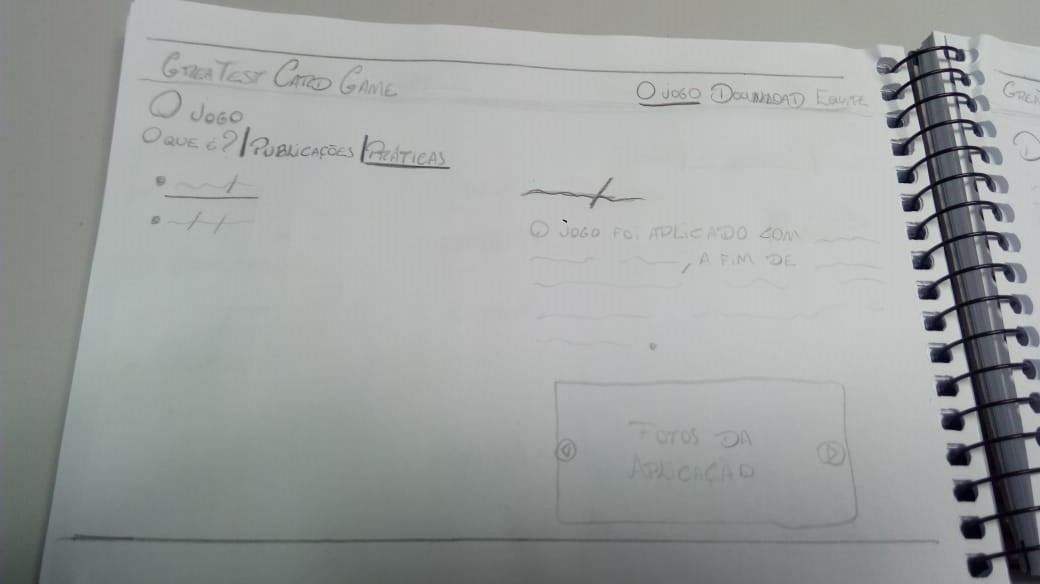 GREATEST CARD GAME
O JOGO DOWNLOAD EQUIPE
O JOGO
O QUE É? | PUBLICAÇÕES | PRÁTICAS
O JOGO FOI APLICADO COM
, A FIM DE
.
FOTOS DA
APLICAÇÃO
GREA
D